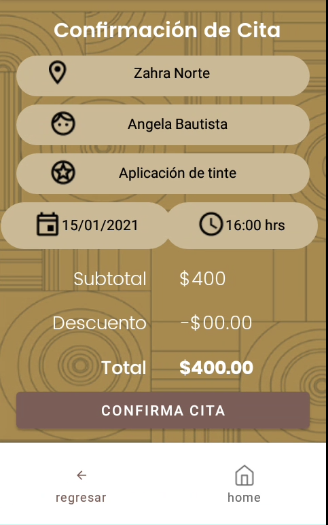 Confirmación de Cita
Zahra Norte
Angela Bautista
Aplicación de tinte
15/01/2021 16:00 hrs
Subtotal $400
Descuento -$00.00
Total $400.00
CONFIRMA CITA
regresar home